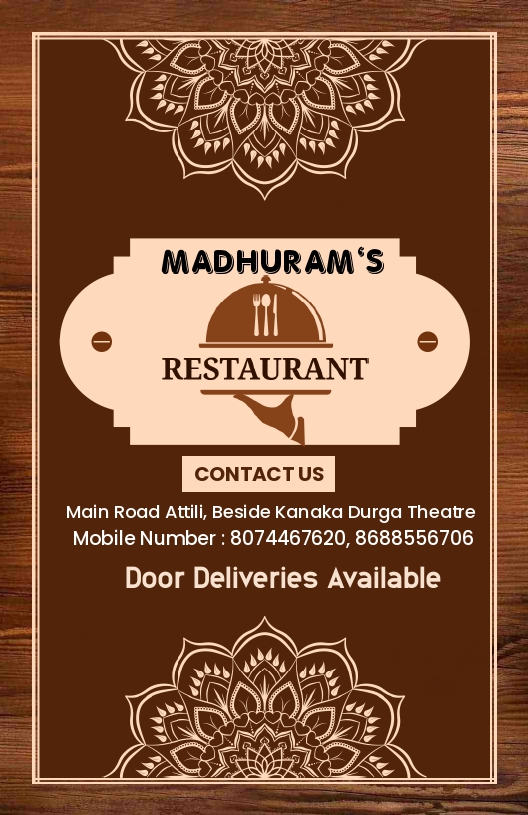 MADHURAM'S
RESTAURANT
CONTACT US
Main Road Attili, Beside Kanaka Durga Theatre
Mobile Number : 8074467620, 8688556706
Door Deliveries Available